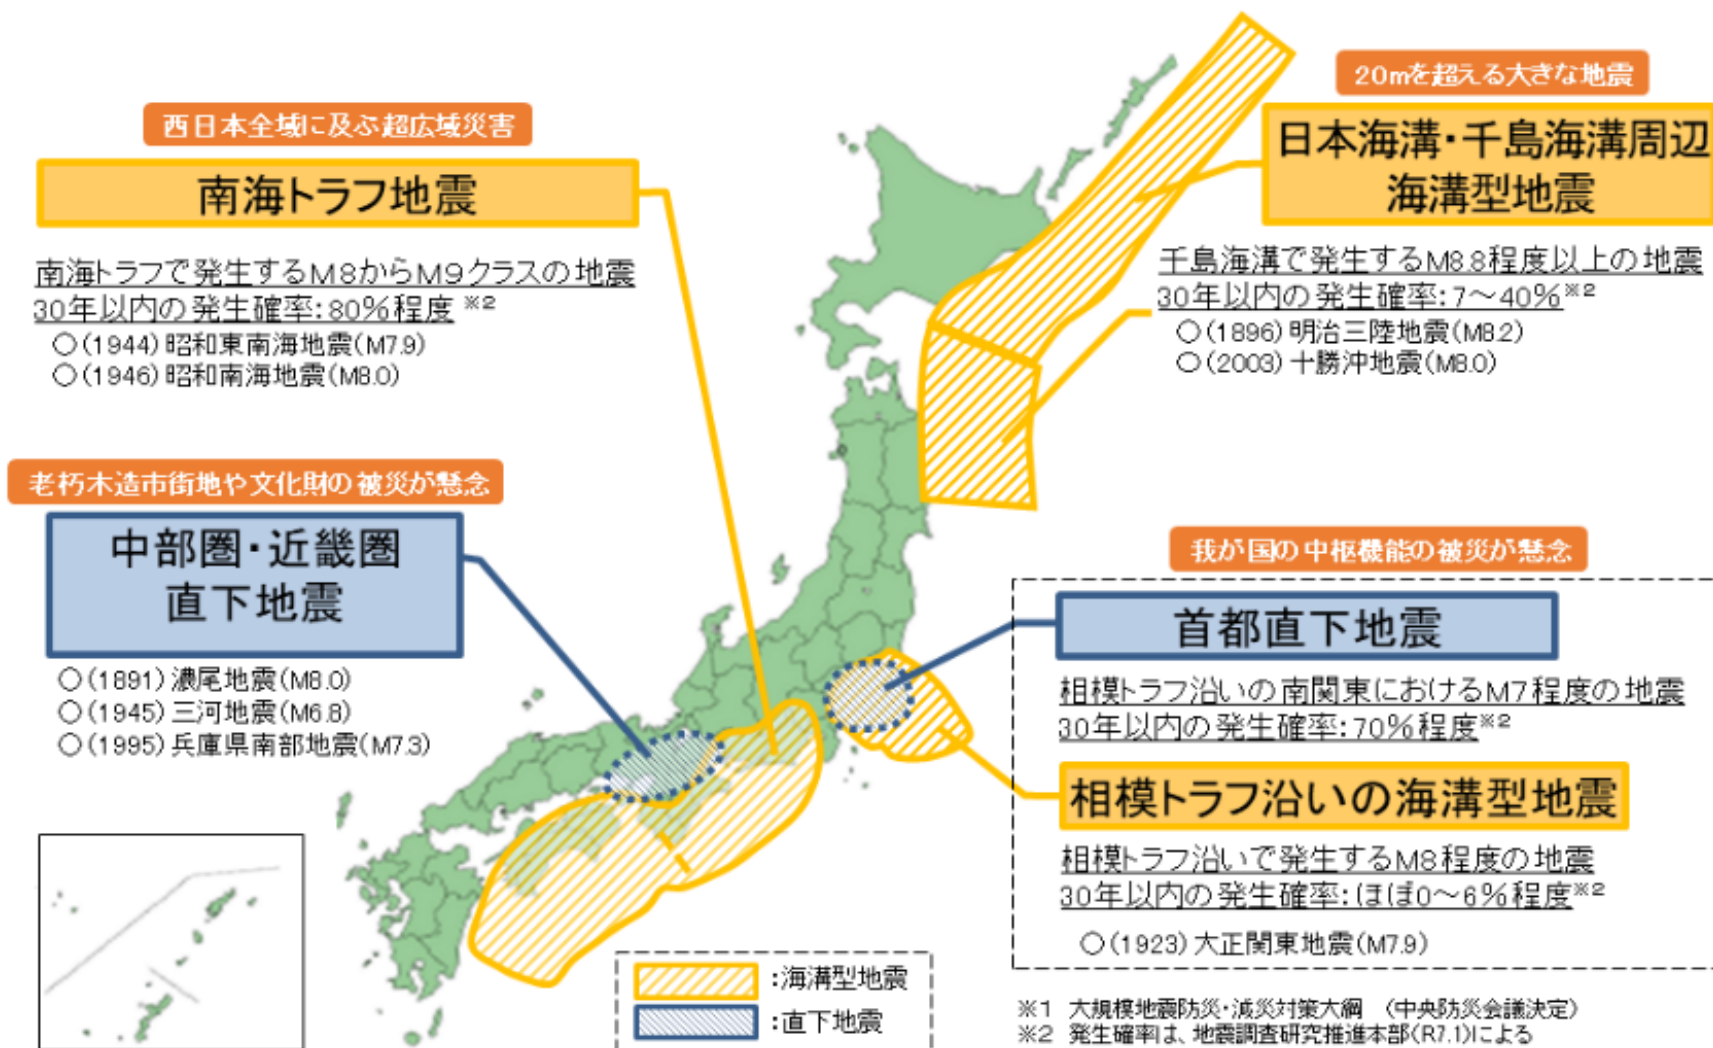 西日本全域に及ぶ超広域災害
南海トラフ地震
南海トラフで発生するM8からM9クラスの地震
30年以内の発生確率:80%程度 ※2
○(1944) 昭和東南海地震(M7.9)
○(1946) 昭和南海地震(M8.0)
老朽木造市街地や文化財の被災が懸念
中部圏・近畿圏
直下地震
○(1891) 濃尾地震(M8.0)
○(1945) 三河地震(M6.8)
○(1995) 兵庫県南部地震(M7.3)
20mを超える大きな地震
日本海溝・千島海溝周辺
海溝型地震
千島海溝で発生するM8.8程度以上の地震
30年以内の発生確率:7～40%※2
○(1896) 明治三陸地震(M8.2)
○(2003) 十勝沖地震(M8.0)
我が国の中枢機能の被災が懸念
首都直下地震
相模トラフ沿いの南関東におけるM7程度の地震
30年以内の発生確率:70%程度※2
相模トラフ沿いの海溝型地震
相模トラフ沿いで発生するM8程度の地震
30年以内の発生確率:ほぼ0～6%程度※2
○(1923) 大正関東地震(M7.9)
:海溝型地震
:直下地震
※1 大規模地震防災・減災対策大綱 (中央防災会議決定)
※2 発生確率は、地震調査研究推進本部(R7.1)による